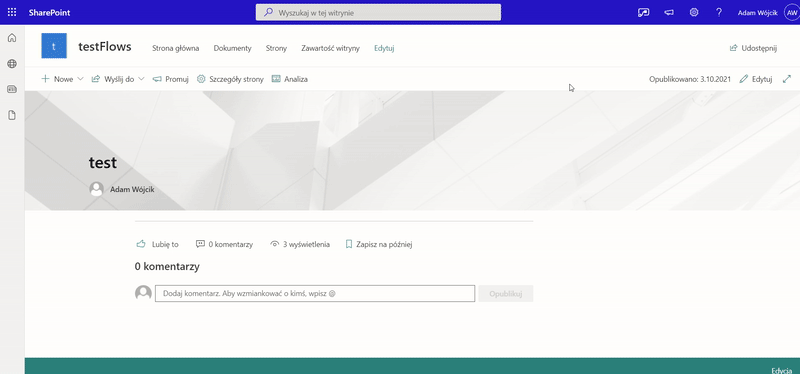 SharePoint
Wyszukaj w tej witrynie
?
Adam Wójcik
AW
t
testFlows
Strona główna
Dokumenty
Strony
Zawartość witryny
Edytuj
Udostępnij
Nowe
Wyślij do
Promuj
Szczegóły strony
Analiza
Opublikowano: 3.10.2021
Edytuj
test
Adam Wójcik
Lubię to
0 komentarzy
3 wyświetlenia
Zapisz na później
0 komentarzy
Dodaj komentarz. Aby wzmiankować o kimś, wpisz @
Opublikuj
Edycja